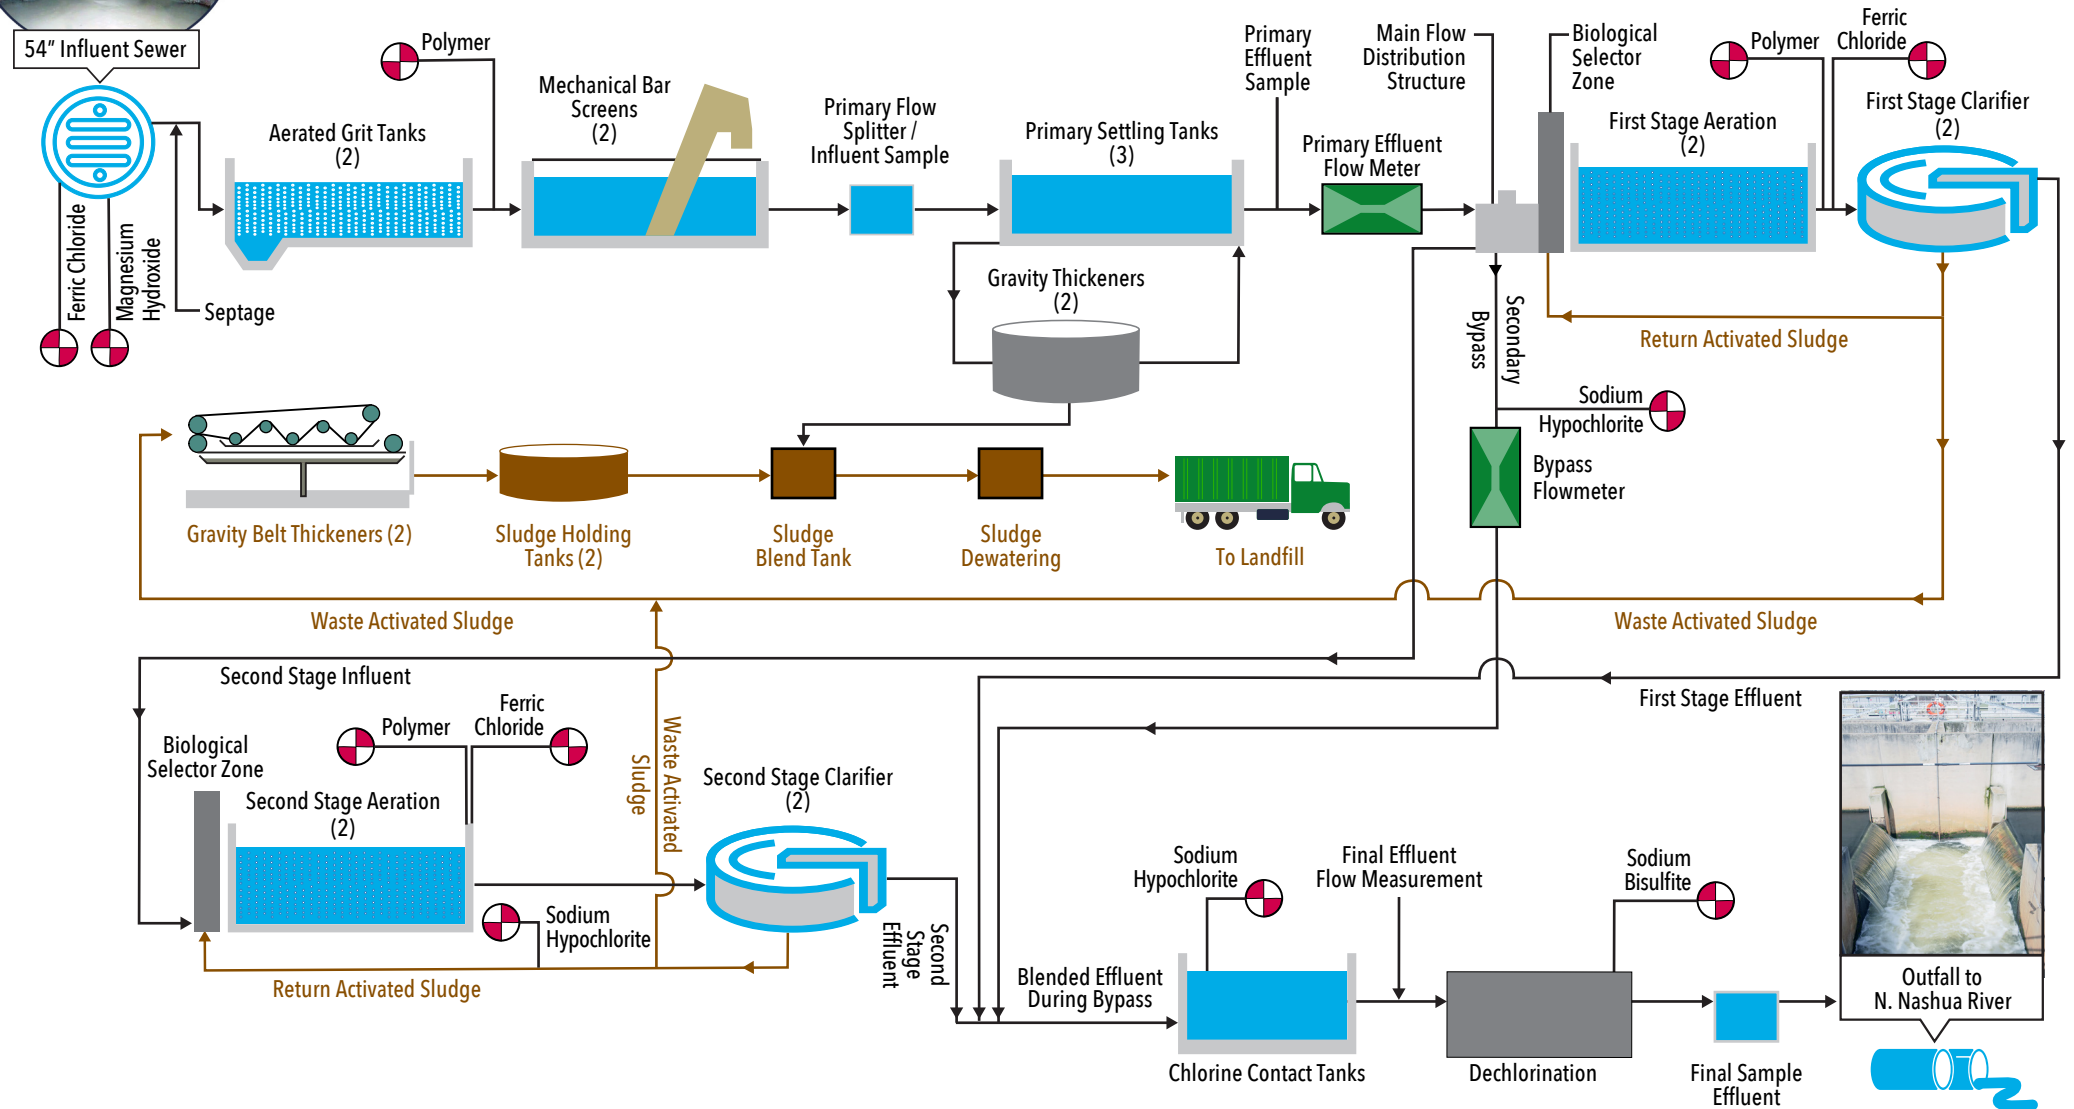 54" Influent Sewer
Polymer
Aerated Grit Tanks
(2)
Mechanical Bar
Screens
(2)
Primary Flow
Splitter /
Influent Sample
Primary Settling Tanks
(3)
Primary
Effluent
Sample
Primary Effluent
Flow Meter
Main Flow
Distribution
Structure
Biological
Selector
Zone
Polymer
Ferric
Chloride
First Stage Aeration
(2)
First Stage Clarifier
(2)
Ferric Chloride
Magnesium
Hydroxide
Septage
Gravity Thickeners
(2)
Secondary
Bypass
Return Activated Sludge
Sodium
Hypochlorite
Bypass
Flowmeter
Gravity Belt Thickeners (2)
Sludge Holding
Tanks (2)
Sludge
Blend Tank
Sludge
Dewatering
To Landfill
Waste Activated Sludge
Waste Activated Sludge
Second Stage Influent
First Stage Effluent
Biological
Selector Zone
Polymer
Ferric
Chloride
Second Stage Aeration
(2)
Waste Activated
Sludge
Second Stage Clarifier
(2)
Sodium
Hypochlorite
Return Activated Sludge
Second
Stage
Effluent
Blended Effluent
During Bypass
Sodium
Hypochlorite
Final Effluent
Flow Measurement
Sodium
Bisulfite
Chlorine Contact Tanks
Dechlorination
Final Sample
Effluent
Outfall to
N. Nashua River